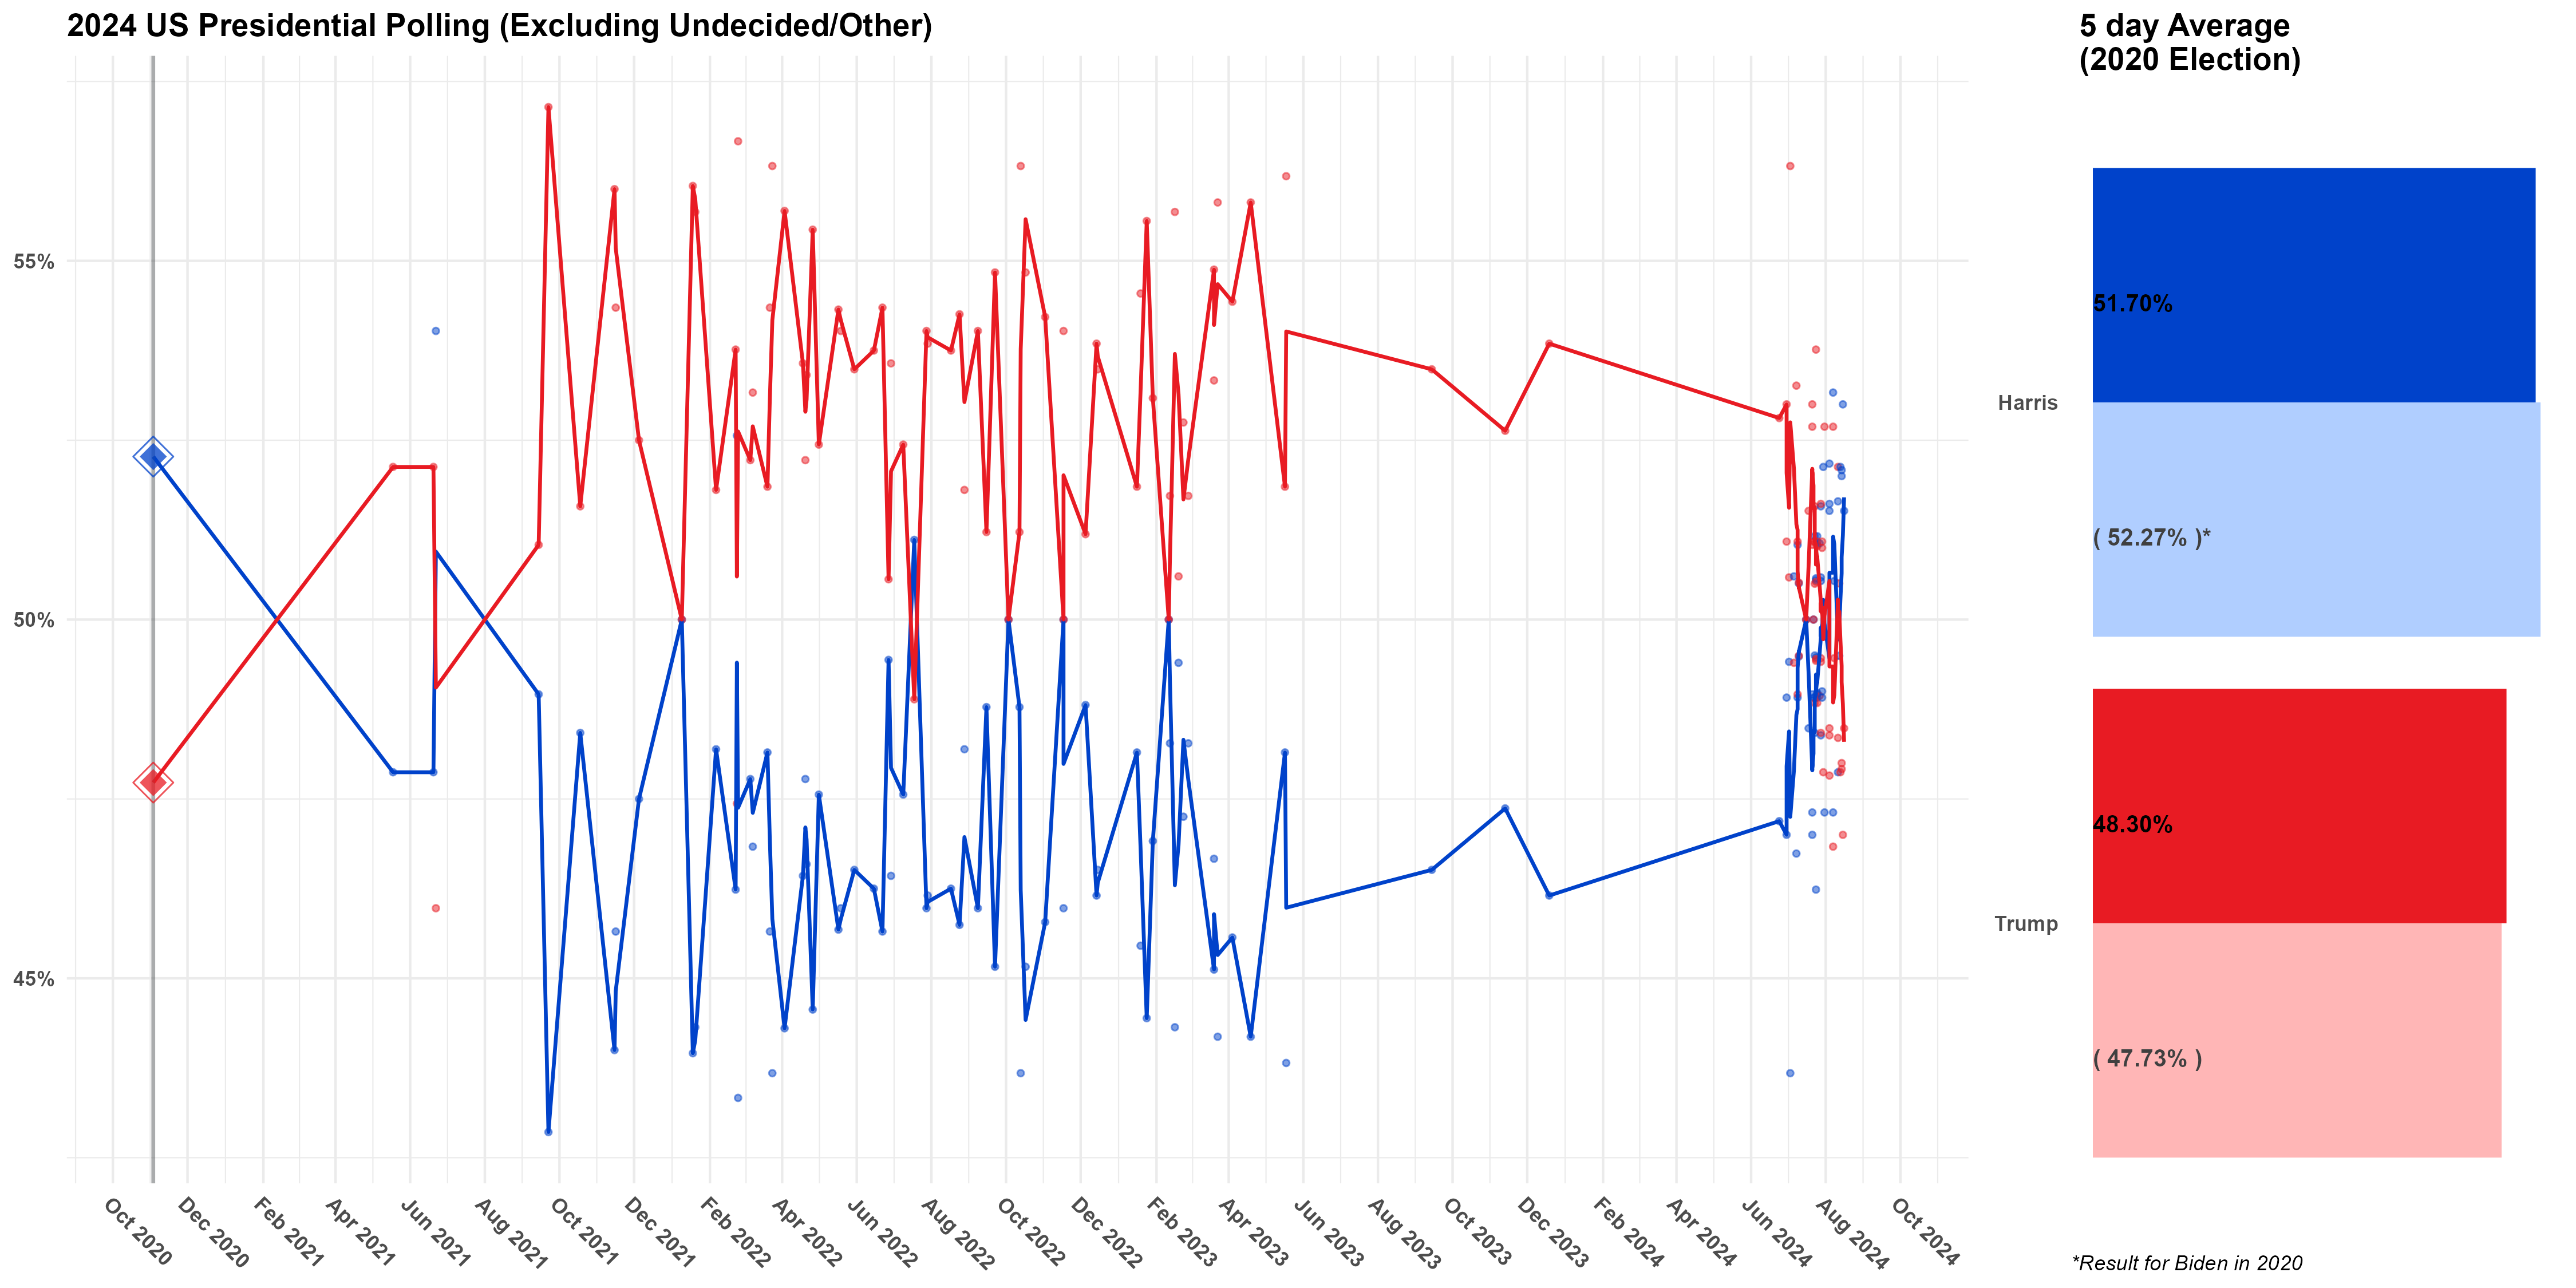 2024 US Presidential Polling (Excluding Undecided/Other)
5 day Average
(2020 Election)
55%
50%
45%
Oct 2020
Dec 2020
Feb 2021
Apr 2021
Jun 2021
Aug 2021
Oct 2021
Dec 2021
Feb 2022
Apr 2022
Jun 2022
Aug 2022
Oct 2022
Dec 2022
Feb 2023
Apr 2023
Jun 2023
Aug 2023
Oct 2023
Dec 2023
Feb 2024
Apr 2024
Jun 2024
Aug 2024
Oct 2024
Harris
51.70%
( 52.27% )*
Trump
48.30%
( 47.73% )
*Result for Biden in 2020